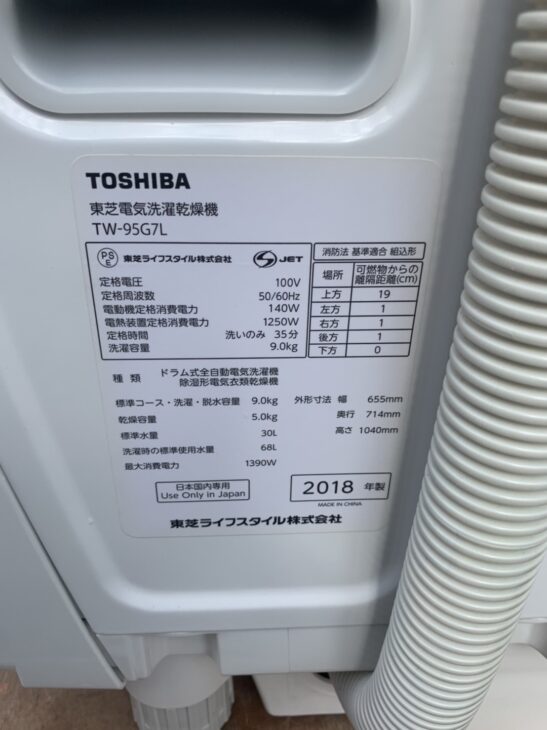 TOSHIBA
東芝電気洗濯乾燥機
TW-95G7L
PS E 東芝ライフスタイル株式会社 S JET
定格電圧 100V
定格周波数 50/60Hz
電動機定格消費電力 140W
電熱装置定格消費電力 1250W
定格時間 洗いのみ 35分
洗濯容量 9.0kg
消防法 基準適合 組込形
場所 可燃物からの離隔距離(cm)
上方 19
左方 1
右方 1
後方 1
下方 0
種類 ドラム式全自動電気洗濯機
除湿形電気衣類乾燥機
標準コース・洗濯・脱水容量 9.0kg
乾燥容量 5.0kg
標準水量 30L
洗濯時の標準使用水量 68L
最大消費電力 1390W
外形寸法 幅 655mm
奥行 714mm
高さ 1040mm
日本国内専用
Use Only in Japan
2018 年製
MADE IN CHINA
東芝ライフスタイル株式会社